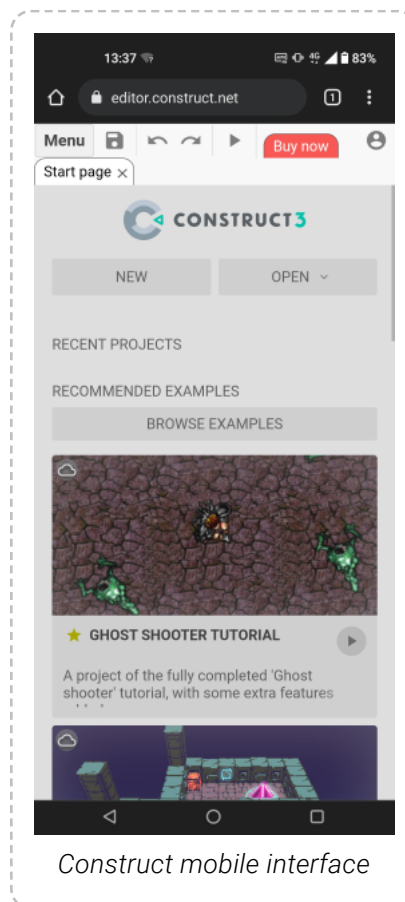 13:37 4G 83%
editor.construct.net 1
Menu Buy now
Start page ×
CONSTRUCT3
NEW OPEN
RECENT PROJECTS
RECOMMENDED EXAMPLES
BROWSE EXAMPLES
GHOST SHOOTER TUTORIAL
A project of the fully completed 'Ghost
shooter' tutorial, with some extra features
Construct mobile interface